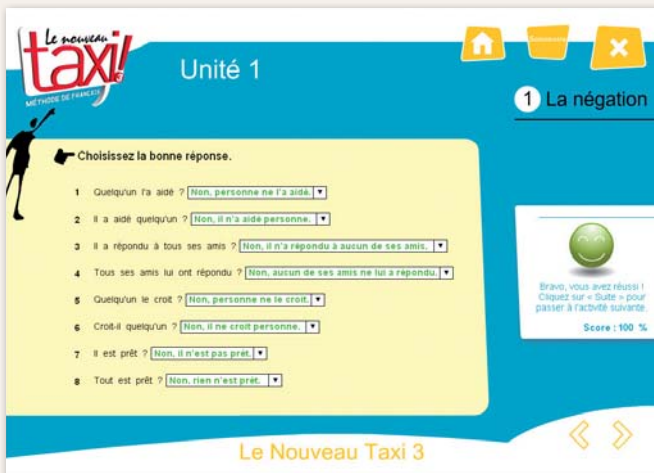 Le nouveau
taxi! 3
MÉTHODE DE FRANÇAIS
Unité 1
Sommaire
1 La négation
Choisissez la bonne réponse.
1 Quelqu'un l'a aidé ? Non, personne ne l'a aidé.
2 Il a aidé quelqu'un ? Non, il n'a aidé personne.
3 Il a répondu à tous ses amis ? Non, il n'a répondu à aucun de ses amis.
4 Tous ses amis lui ont répondu ? Non, aucun de ses amis ne lui a répondu.
5 Quelqu'un le croit ? Non, personne ne le croit.
6 Croit-il quelqu'un ? Non, il ne croit personne.
7 Il est prêt ? Non, il n'est pas prêt.
8 Tout est prêt ? Non, rien n'est prêt.
Bravo, vous avez réussi !
Cliquez sur « Suite » pour
passer à l'activité suivante.
Score : 100 %
Le Nouveau Taxi 3